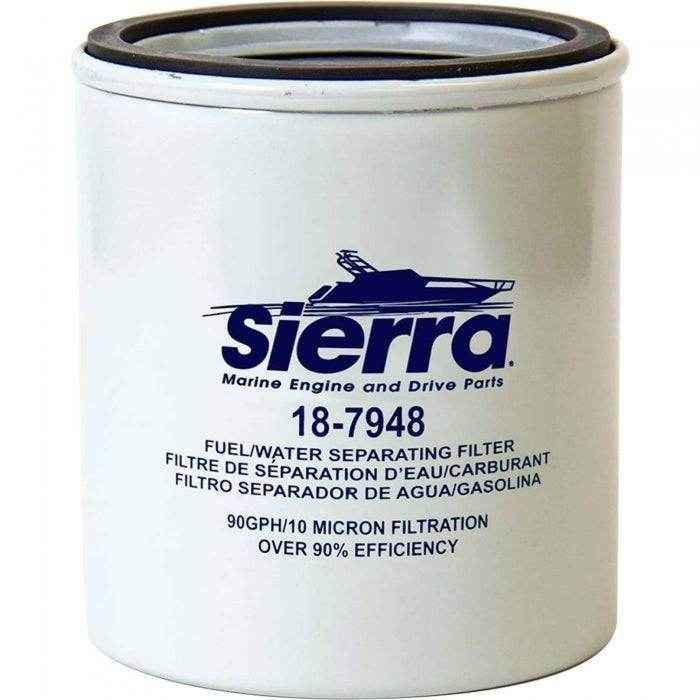 Sierra
Marine Engine and Drive Parts
18-7948
FUEL/WATER SEPARATING FILTER
FILTRE DE SÉPARATION D'EAU/CARBURANT
FILTRO SEPARADOR DE AGUA/GASOLINA
90GPH/10 MICRON FILTRATION
OVER 90% EFFICIENCY